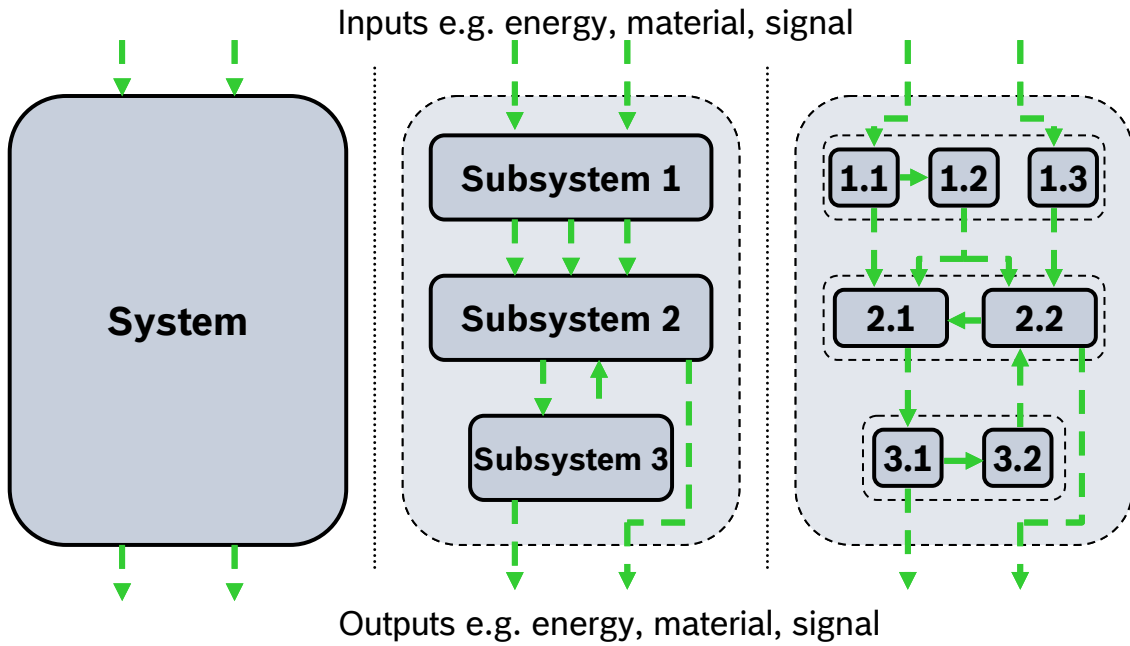 Inputs e.g. energy, material, signal
System
Subsystem 1
Subsystem 2
Subsystem 3
1.1
1.2
1.3
2.1
2.2
3.1
3.2
Outputs e.g. energy, material, signal